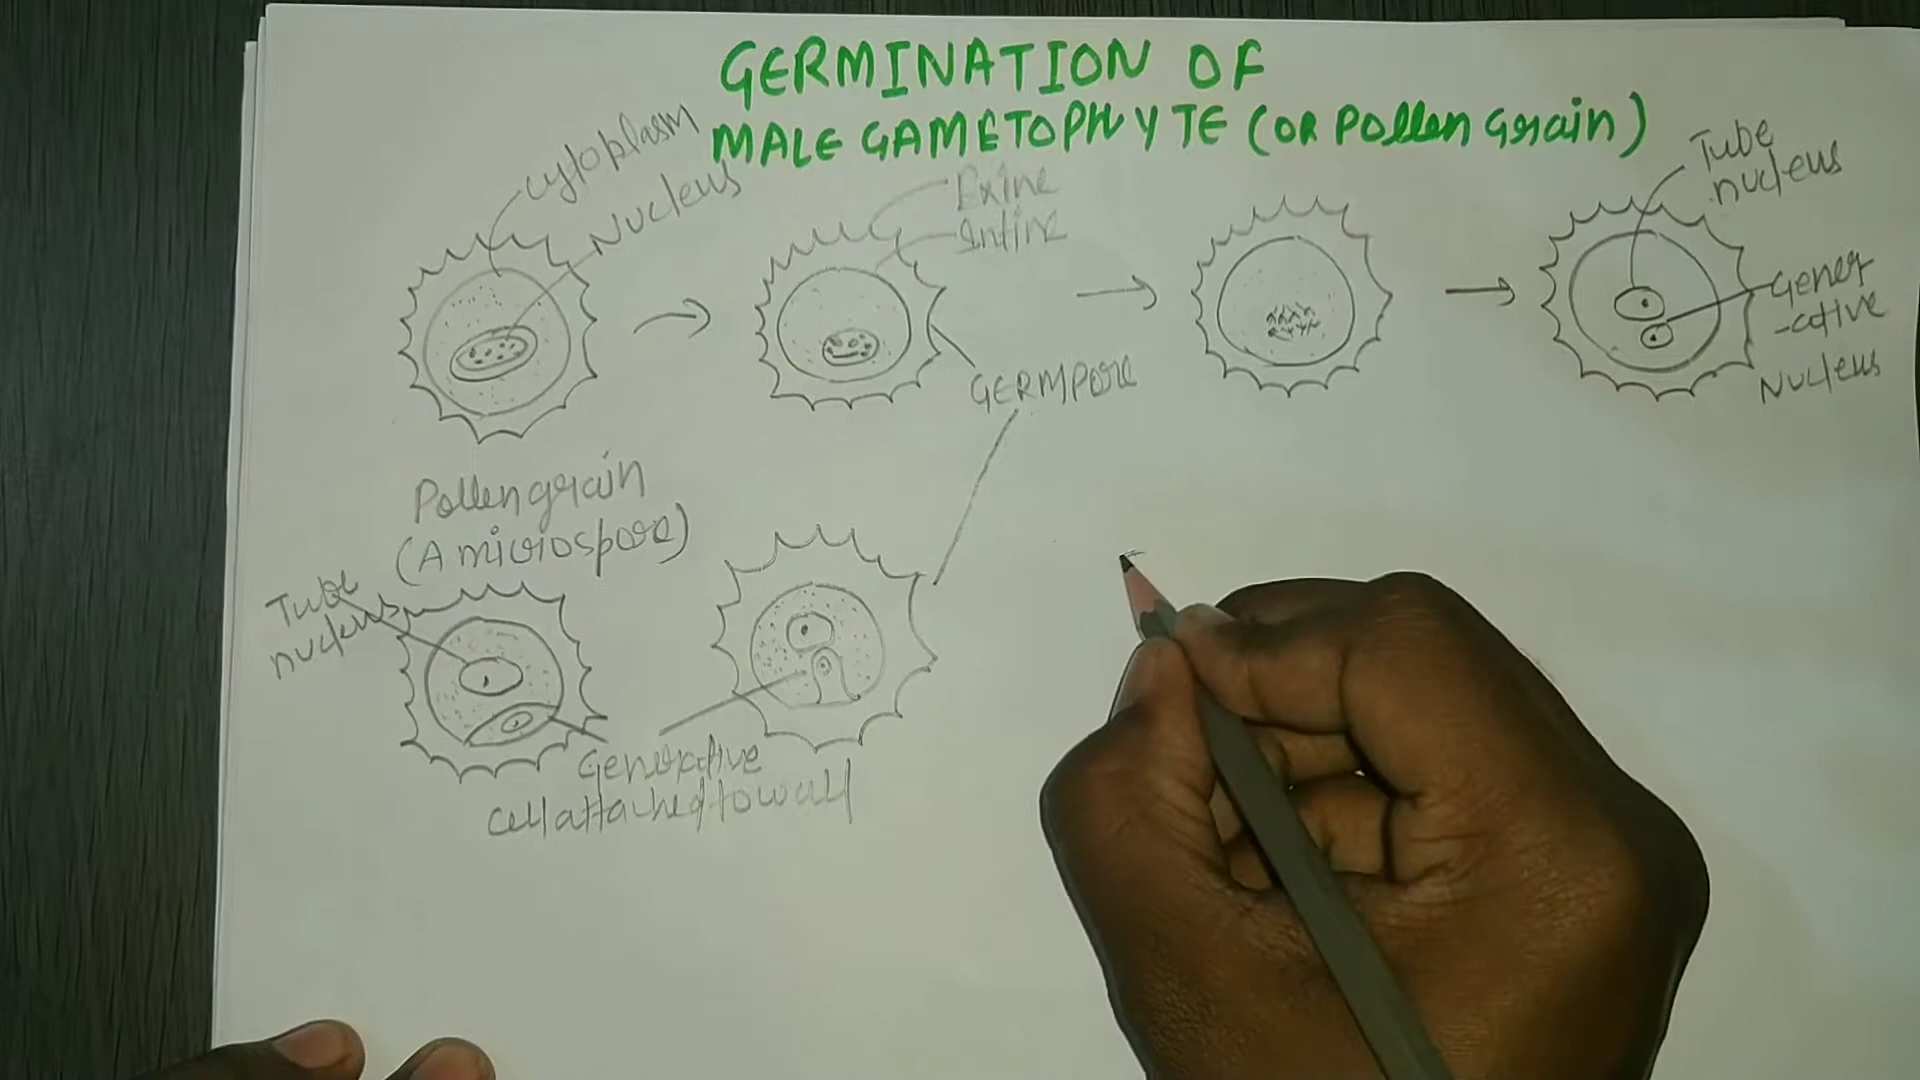 GERMINATION OF
MALE GAMETOPHYTE (OR Pollen Grain)
cytoplasm
Nucleus
Exine
Intine
GERMPORE
Tube
nucleus
Gener
-ative
Nucleus
Pollen grain
(A microspore)
Tube
nucleus
Generative
cell attached to wall